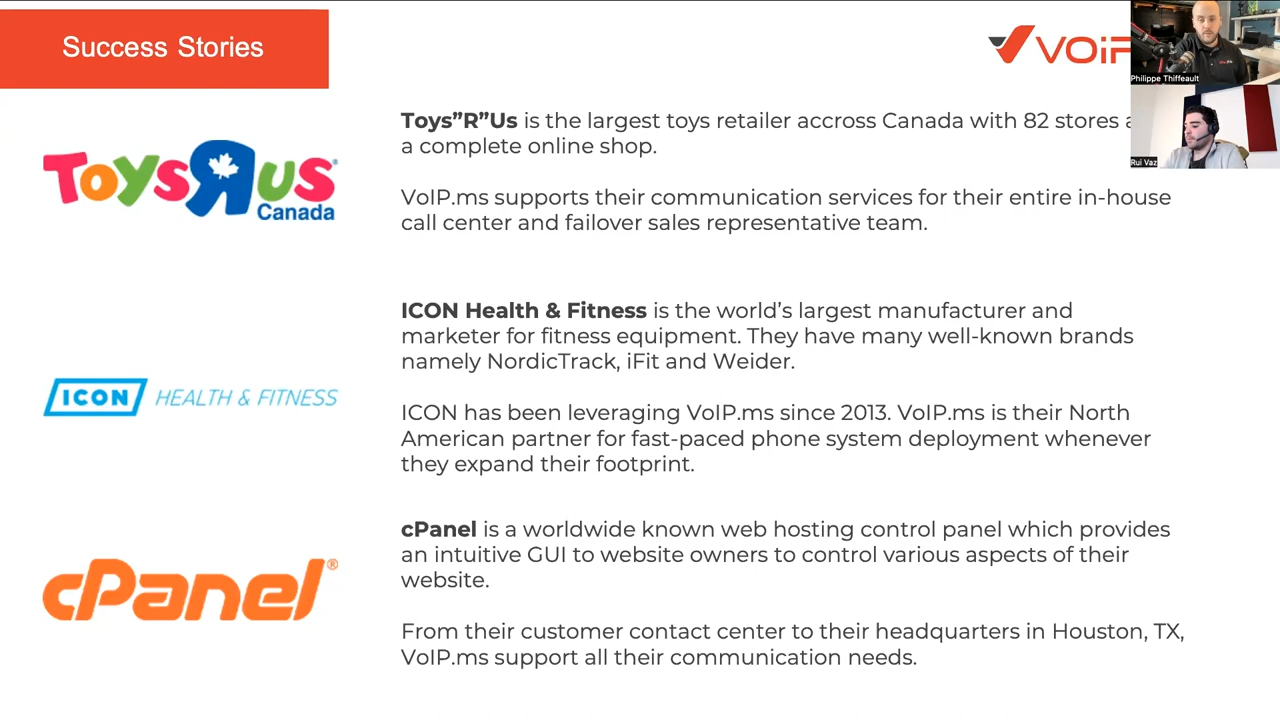 Success Stories
VOiP
Philippe Thiffeault
Rui Vaz
Toys"R"Us is the largest toys retailer accross Canada with 82 stores
a complete online shop.
VoIP.ms supports their communication services for their entire in-house
call center and failover sales representative team.
ToysRus
Canada
ICON Health & Fitness is the world's largest manufacturer and
marketer for fitness equipment. They have many well-known brands
namely NordicTrack, iFit and Weider.
ICON HEALTH & FITNESS
ICON has been leveraging VoIP.ms since 2013. VoIP.ms is their North
American partner for fast-paced phone system deployment whenever
they expand their footprint.
cPanel is a worldwide known web hosting control panel which provides
an intuitive GUI to website owners to control various aspects of their
website.
cPanel®
From their customer contact center to their headquarters in Houston, TX,
VoIP.ms support all their communication needs.